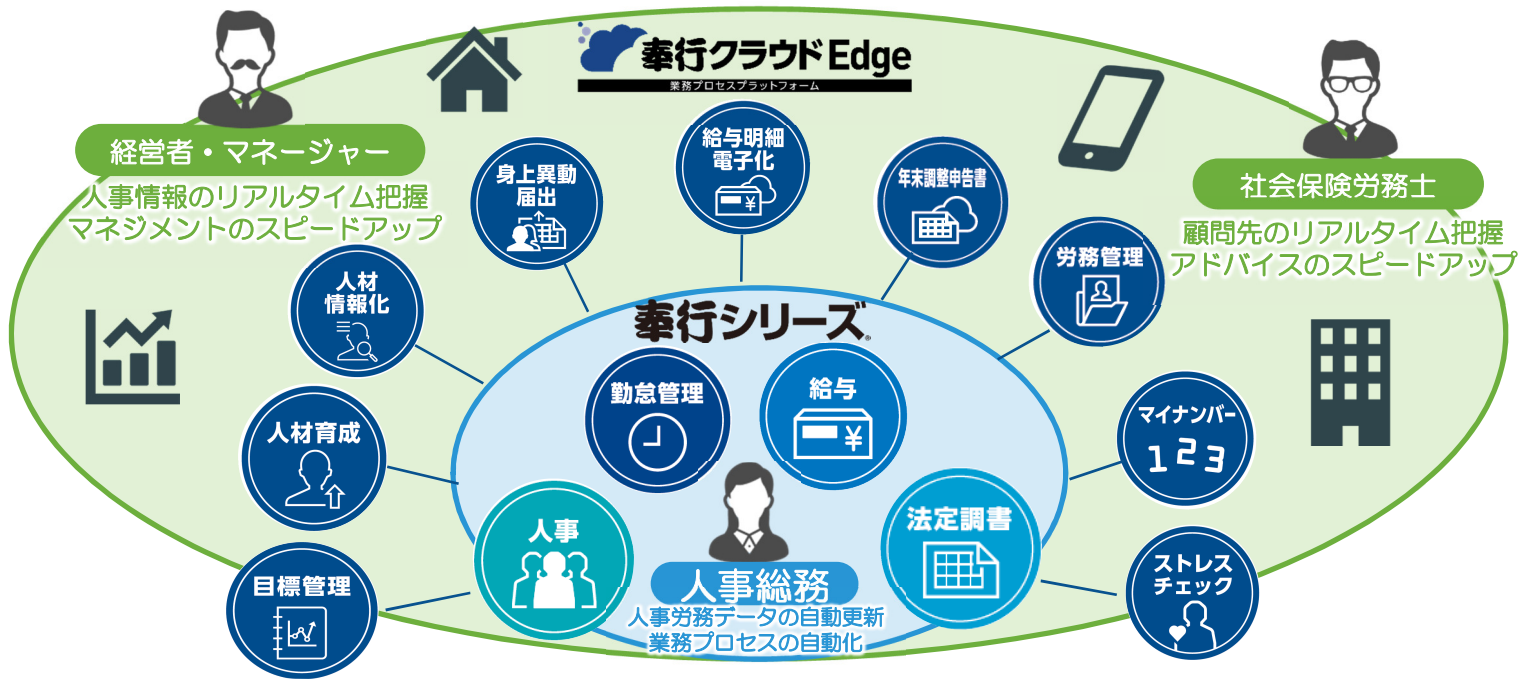 奉行クラウド Edge
業務プロセスプラットフォーム
経営者・マネージャー
人事情報のリアルタイム把握
マネジメントのスピードアップ
社会保険労務士
顧問先のリアルタイム把握
アドバイスのスピードアップ
身上異動
届出
給与明細
電子化
¥
年末調整申告書
労務管理
人材
情報化
人材育成
目標管理
マイナンバー
123
ストレス
チェック
奉行シリーズ®
勤怠管理
給与
¥
人事
法定調書
人事総務
人事労務データの自動更新
業務プロセスの自動化